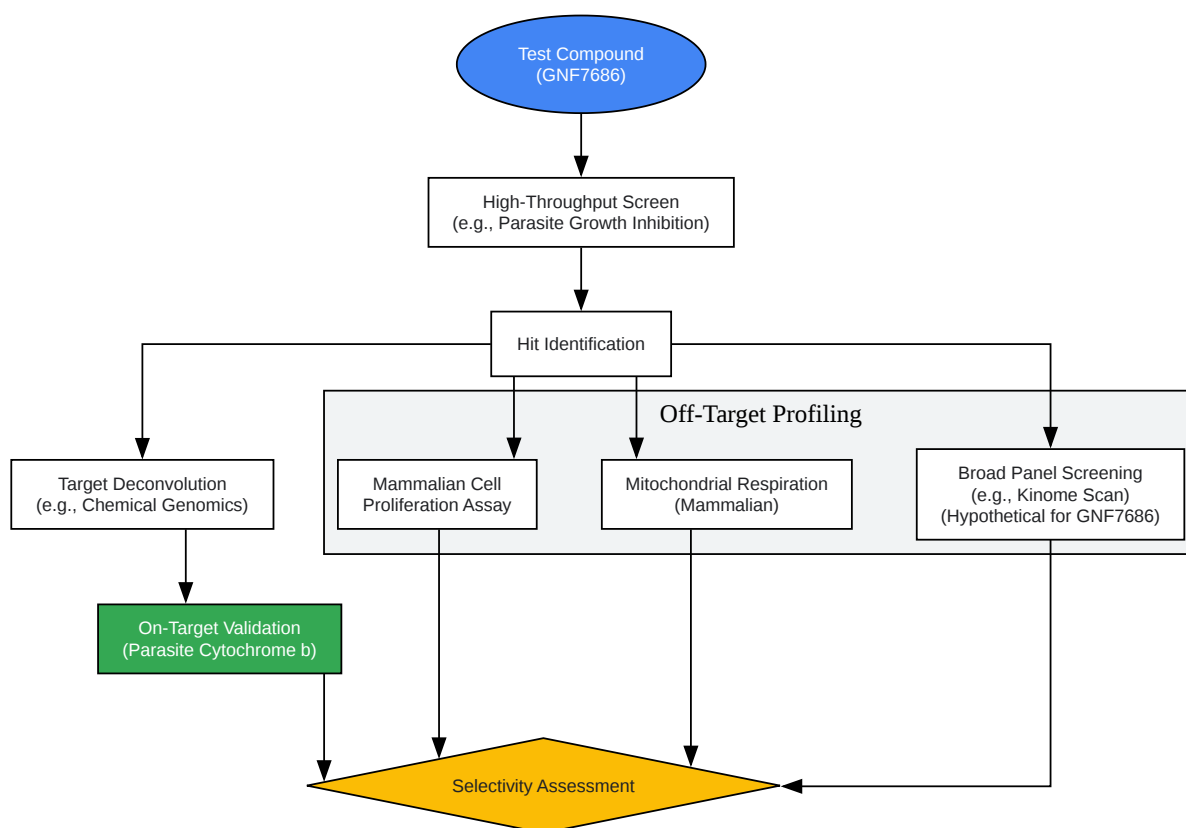 Test Compound
(GNF7686)
High-Throughput Screen
(e.g., Parasite Growth Inhibition)
Hit Identification
Off-Target Profiling
Target Deconvolution
(e.g., Chemical Genomics)
Mammalian Cell
Proliferation Assay
Mitochondrial Respiration
(Mammalian)
Broad Panel Screening
(e.g., Kinome Scan)
(Hypothetical for GNF7686)
On-Target Validation
(Parasite Cytochrome b)
Selectivity Assessment